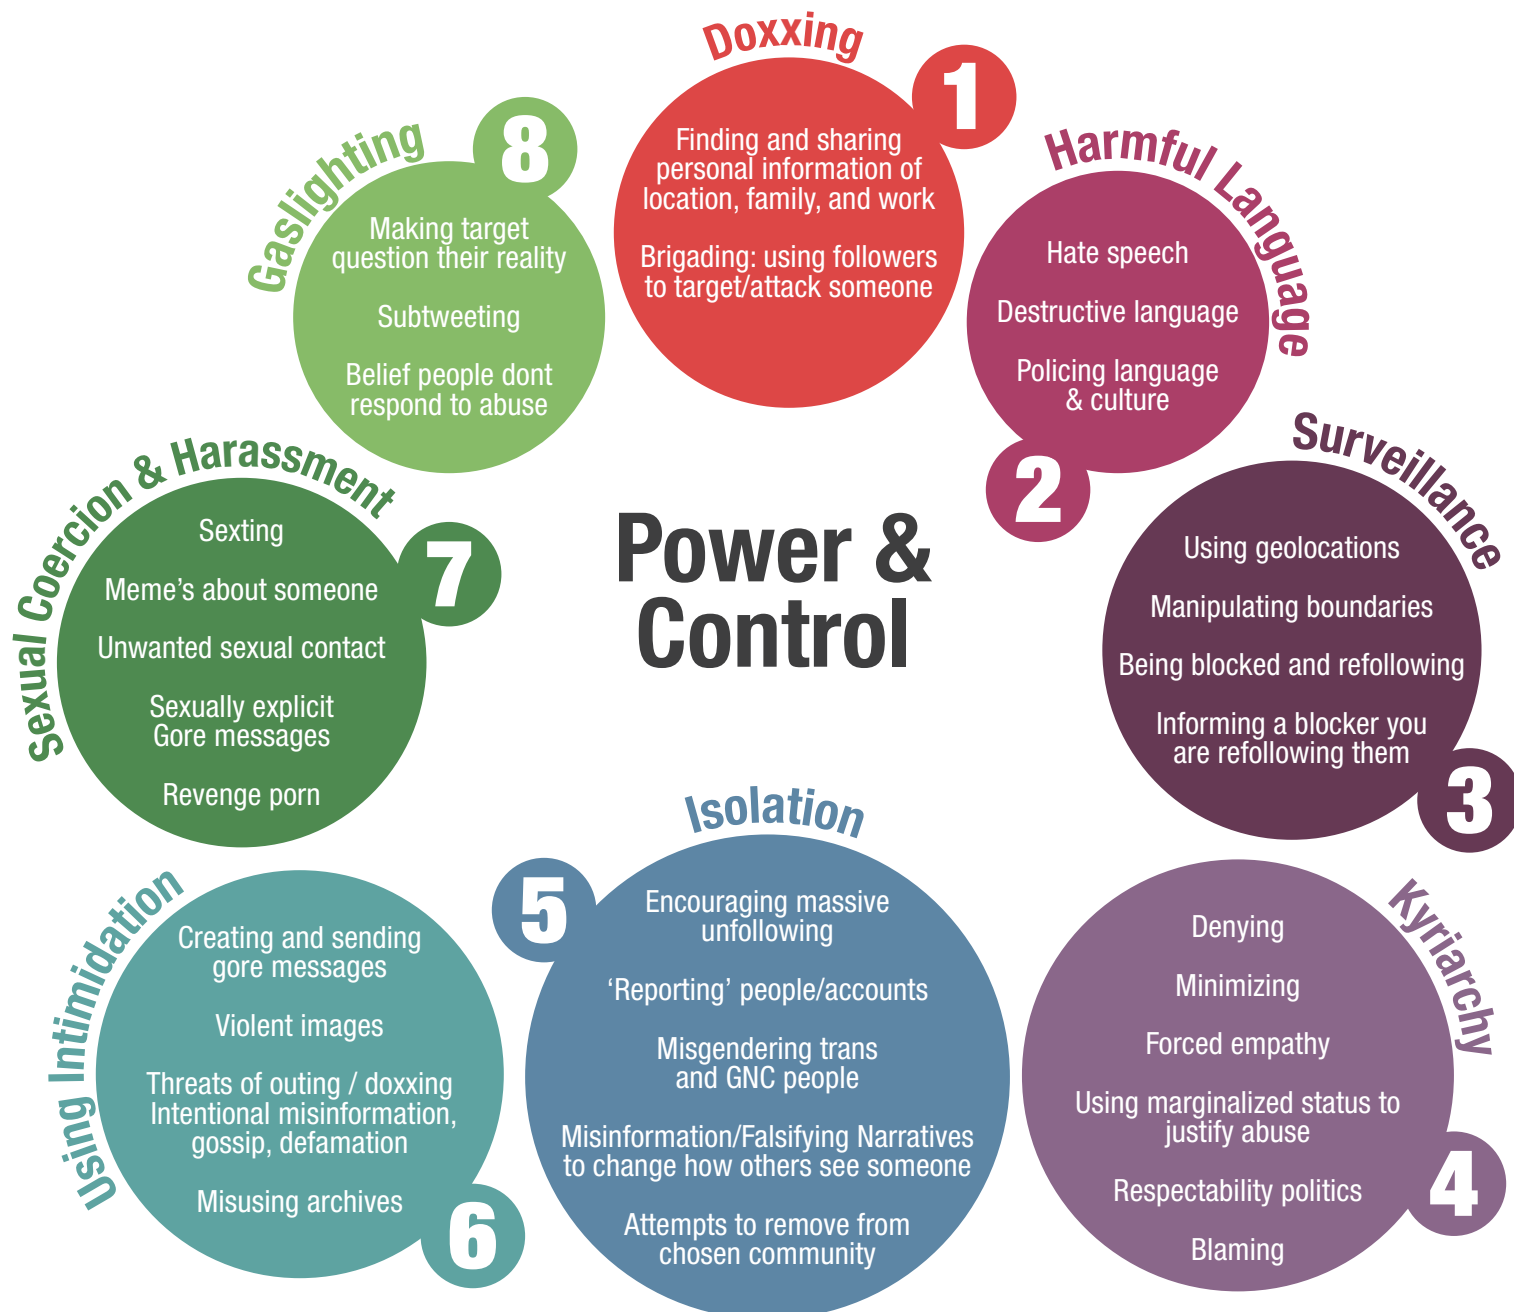 Doxxing
1
Finding and sharing
personal information of
location, family, and work
Brigading: using followers
to target/attack someone
Harmful Language
2
Hate speech
Destructive language
Policing language
& culture
Surveillance
3
Using geolocations
Manipulating boundaries
Being blocked and refollowing
Informing a blocker you
are refollowing them
Kyriarchy
4
Denying
Minimizing
Forced empathy
Using marginalized status to
justify abuse
Respectability politics
Blaming
Isolation
5
Encouraging massive
unfollowing
‘Reporting’ people/accounts
Misgendering trans
and GNC people
Misinformation/Falsifying Narratives
to change how others see someone
Attempts to remove from
chosen community
Using Intimidation
6
Creating and sending
gore messages
Violent images
Threats of outing / doxxing
Intentional misinformation,
gossip, defamation
Misusing archives
Sexual Coercion & Harassment
7
Sexting
Meme's about someone
Unwanted sexual contact
Sexually explicit
Gore messages
Revenge porn
Gaslighting
8
Making target
question their reality
Subtweeting
Belief people dont
respond to abuse
Power &
Control